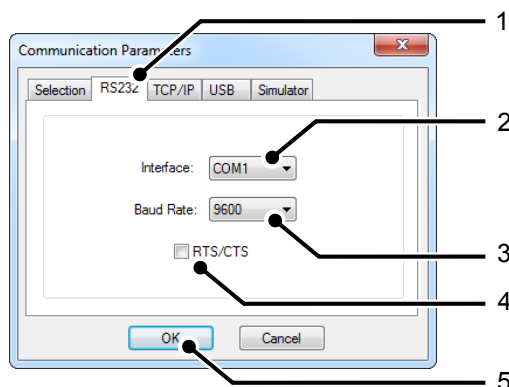 1
Communication Parameters
Selection RS232 TCP/IP USB Simulator
2
Interface: COM1
Baud Rate: 9600
3
RTS/CTS
4
OK Cancel
5